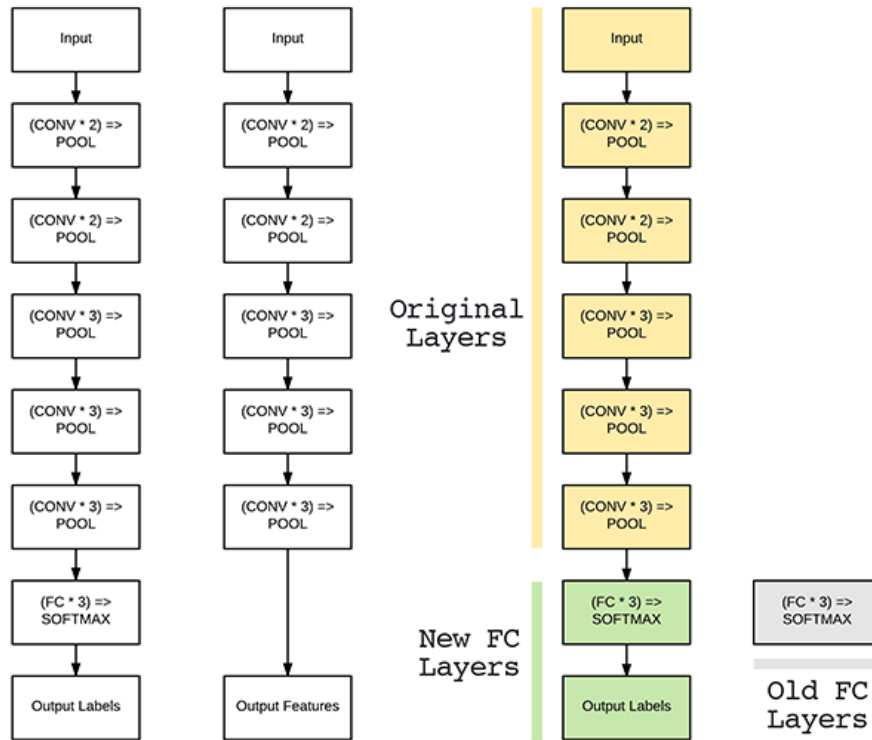 Input
(CONV * 2) =>
POOL
(CONV * 2) =>
POOL
(CONV * 3) =>
POOL
(CONV * 3) =>
POOL
(CONV * 3) =>
POOL
(FC * 3) =>
SOFTMAX
Output Labels
Input
(CONV * 2) =>
POOL
(CONV * 2) =>
POOL
(CONV * 3) =>
POOL
(CONV * 3) =>
POOL
(CONV * 3) =>
POOL
Output Features
Original
Layers
New FC
Layers
Input
(CONV * 2) =>
POOL
(CONV * 2) =>
POOL
(CONV * 3) =>
POOL
(CONV * 3) =>
POOL
(CONV * 3) =>
POOL
(FC * 3) =>
SOFTMAX
Output Labels
(FC * 3) =>
SOFTMAX
Old FC
Layers